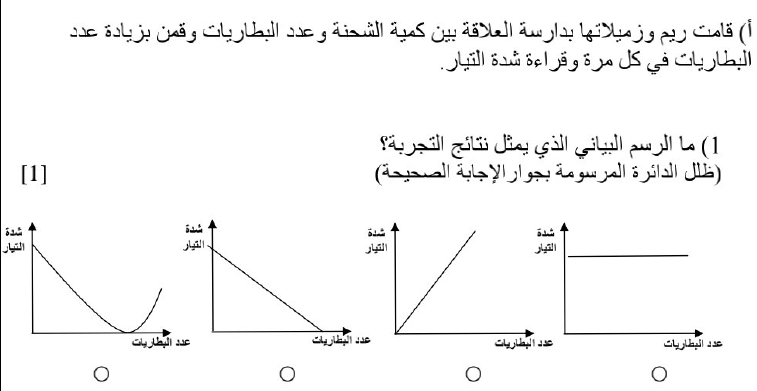 أ) قامت ريم وزميلاتها بدارسة العلاقة بين كمية الشحنة وعدد البطاريات وقمن بزيادة عدد
البطاريات في كل مرة وقراءة شدة التيار.
1) ما الرسم البياني الذي يمثل نتائج التجربة؟
(ظلل الدائرة المرسومة بجوار الإجابة الصحيحة)
[1]
شدة
التيار
عدد البطاريات
شدة
التيار
عدد البطاريات
شدة
التيار
عدد البطاريات
شدة
التيار
عدد البطاريات